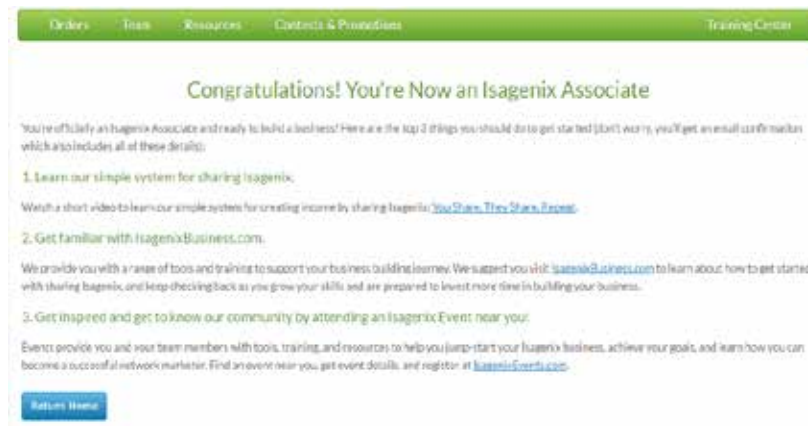 Orders Team Resources Contests & Promotions Training Center
Congratulations! You're Now an Isagenix Associate
You're officially an Isagenix Associate and ready to build a business! Here are the top 3 things you should do to get started (don't worry, you'll get an email confirmation
which also includes all of these details):
1. Learn our simple system for sharing Isagenix.
Watch a short video to learn our simple system for creating income by sharing Isagenix: You Share, They Share, Repeat.
2. Get familiar with IsagenixBusiness.com.
We provide you with a range of tools and training to support your business building journey. We suggest you visit IsagenixBusiness.com to learn about how to get started
with sharing Isagenix, and keep checking back as you grow your skills and are prepared to invest more time in building your business.
3. Get inspired and get to know our community by attending an Isagenix Event near you.
Events provide you and your team members with tools, training, and resources to help you jump-start your Isagenix business, achieve your goals, and learn how you can
become a successful network marketer. Find an event near you, get event details, and register at IsagenixEvents.com.
Return Home